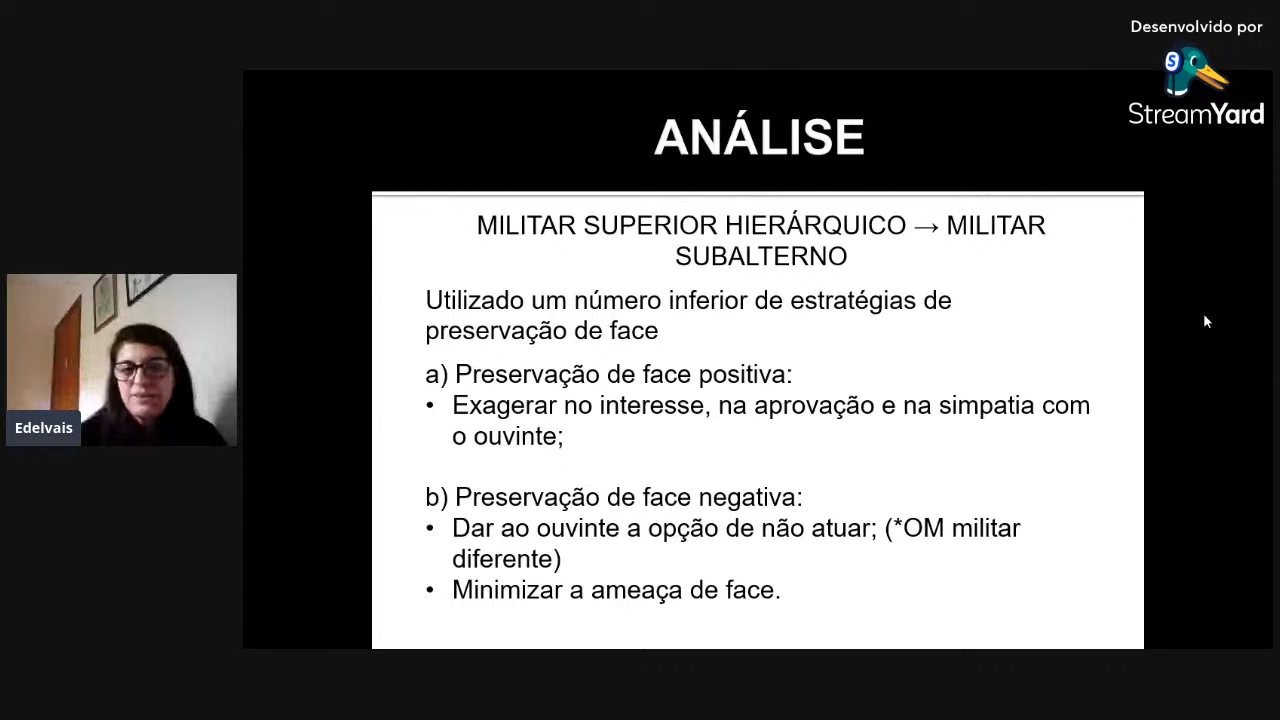 Desenvolvido por
S
StreamYard
ANÁLISE
MILITAR SUPERIOR HIERÁRQUICO → MILITAR
SUBALTERNO
Utilizado um número inferior de estratégias de
preservação de face
a) Preservação de face positiva:
• Exagerar no interesse, na aprovação e na simpatia com
o ouvinte;
b) Preservação de face negativa:
• Dar ao ouvinte a opção de não atuar; (*OM militar
diferente)
• Minimizar a ameaça de face.
Edelvais